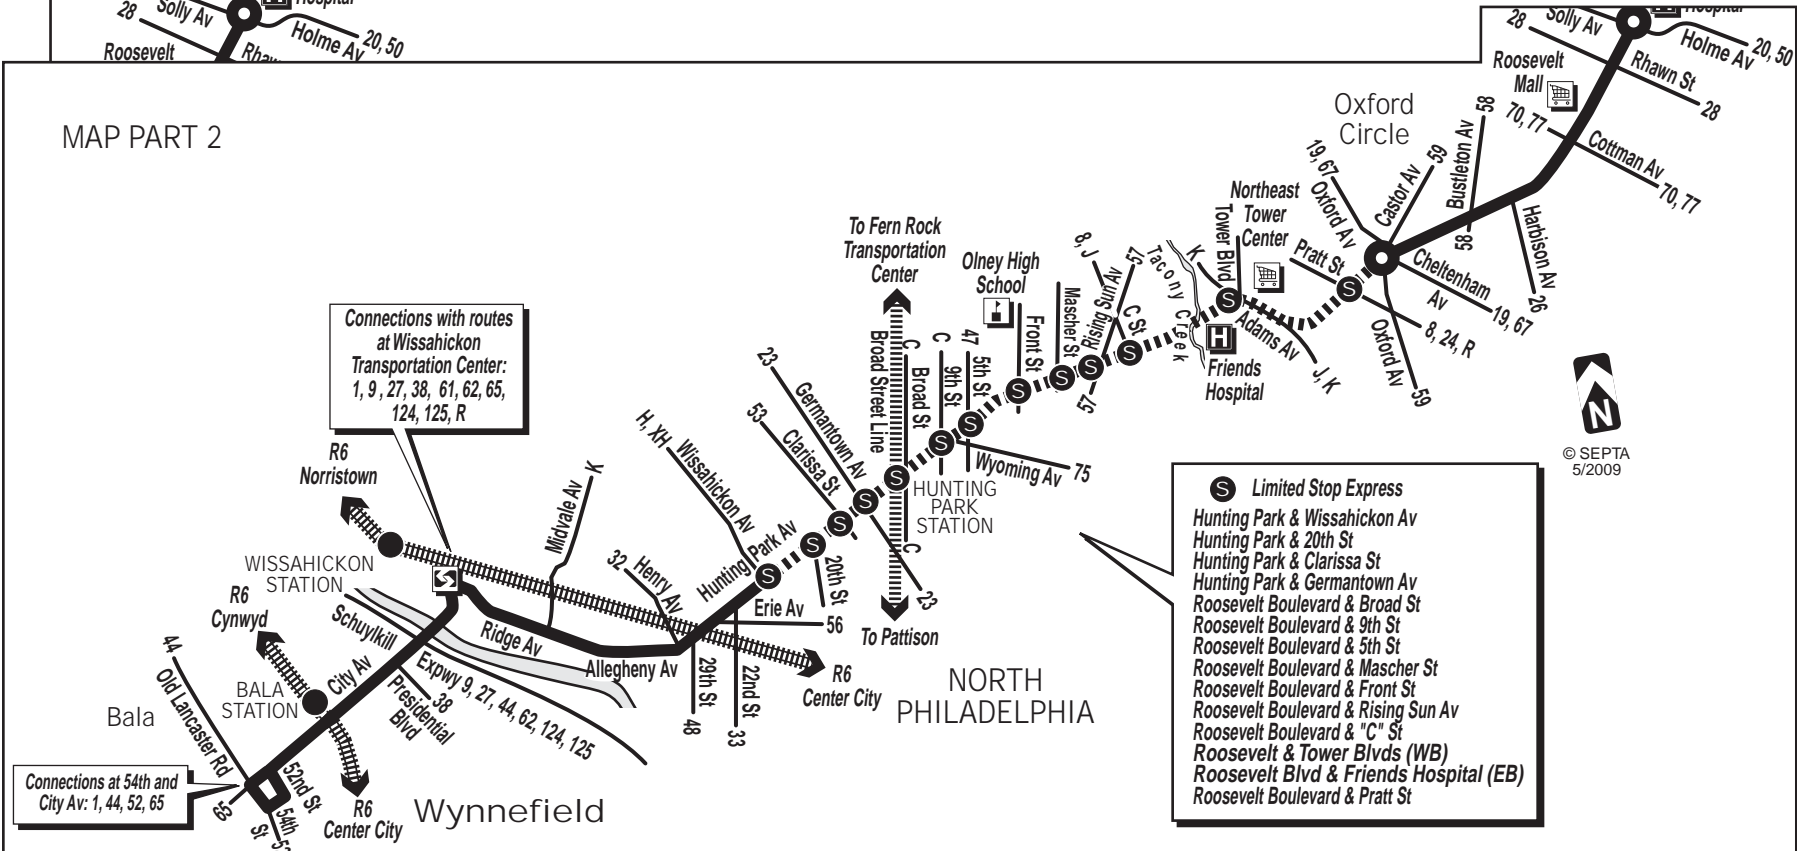 Solly Av
28
Hospital
Holme Av
20, 50
Roosevelt
Solly Av
28
Hospital
Holme Av
20, 50
Roosevelt
Mall
Rhawn St
28
MAP PART 2
Oxford
Circle
58
Bustleton Av
58
70, 77
Cottman Av
70, 77
Harbison Av
26
19, 67
Oxford Av
Castor Av
59
Cheltenham
Av
19, 67
Oxford Av
59
Pratt St
8, 24, R
Northeast
Tower
Center
Tower Blvd
K
Adams Av
J, K
H
Friends
Hospital
Tacony Creek
8, J
C St
57
Rising Sun Av
57
Mascher St
Front St
Olney High
School
47
5th St
C
9th St
C
Broad St
C
Wyoming Av
75
To Fern Rock
Transportation
Center
Broad Street Line
To Pattison
HUNTING
PARK
STATION
23
Germantown Av
23
53
Clarissa St
20th St
H, XH
Wissahickon Av
Hunting
Park Av
Erie Av
56
32
Henry Av
Midvale Av
K
Ridge Av
Allegheny Av
29th St
48
22nd St
33
R6
Center City
NORTH
PHILADELPHIA
Connections with routes
at Wissahickon
Transportation Center:
1, 9 , 27, 38, 61, 62, 65,
124, 125, R
R6
Norristown
WISSAHICKON
STATION
R6
Cynwyd
BALA
STATION
Schuylkill
Expwy 9, 27, 44, 62, 124, 125
City Av
38
Presidential
Blvd
44
Old Lancaster Rd
Bala
52nd St
54th
St
Connections at 54th and
City Av: 1, 44, 52, 65
R6
Center City
Wynnefield
N
© SEPTA
5/2009
S Limited Stop Express
Hunting Park & Wissahickon Av
Hunting Park & 20th St
Hunting Park & Clarissa St
Hunting Park & Germantown Av
Roosevelt Boulevard & Broad St
Roosevelt Boulevard & 9th St
Roosevelt Boulevard & 5th St
Roosevelt Boulevard & Mascher St
Roosevelt Boulevard & Front St
Roosevelt Boulevard & Rising Sun Av
Roosevelt Boulevard & "C" St
Roosevelt & Tower Blvds (WB)
Roosevelt Blvd & Friends Hospital (EB)
Roosevelt Boulevard & Pratt St